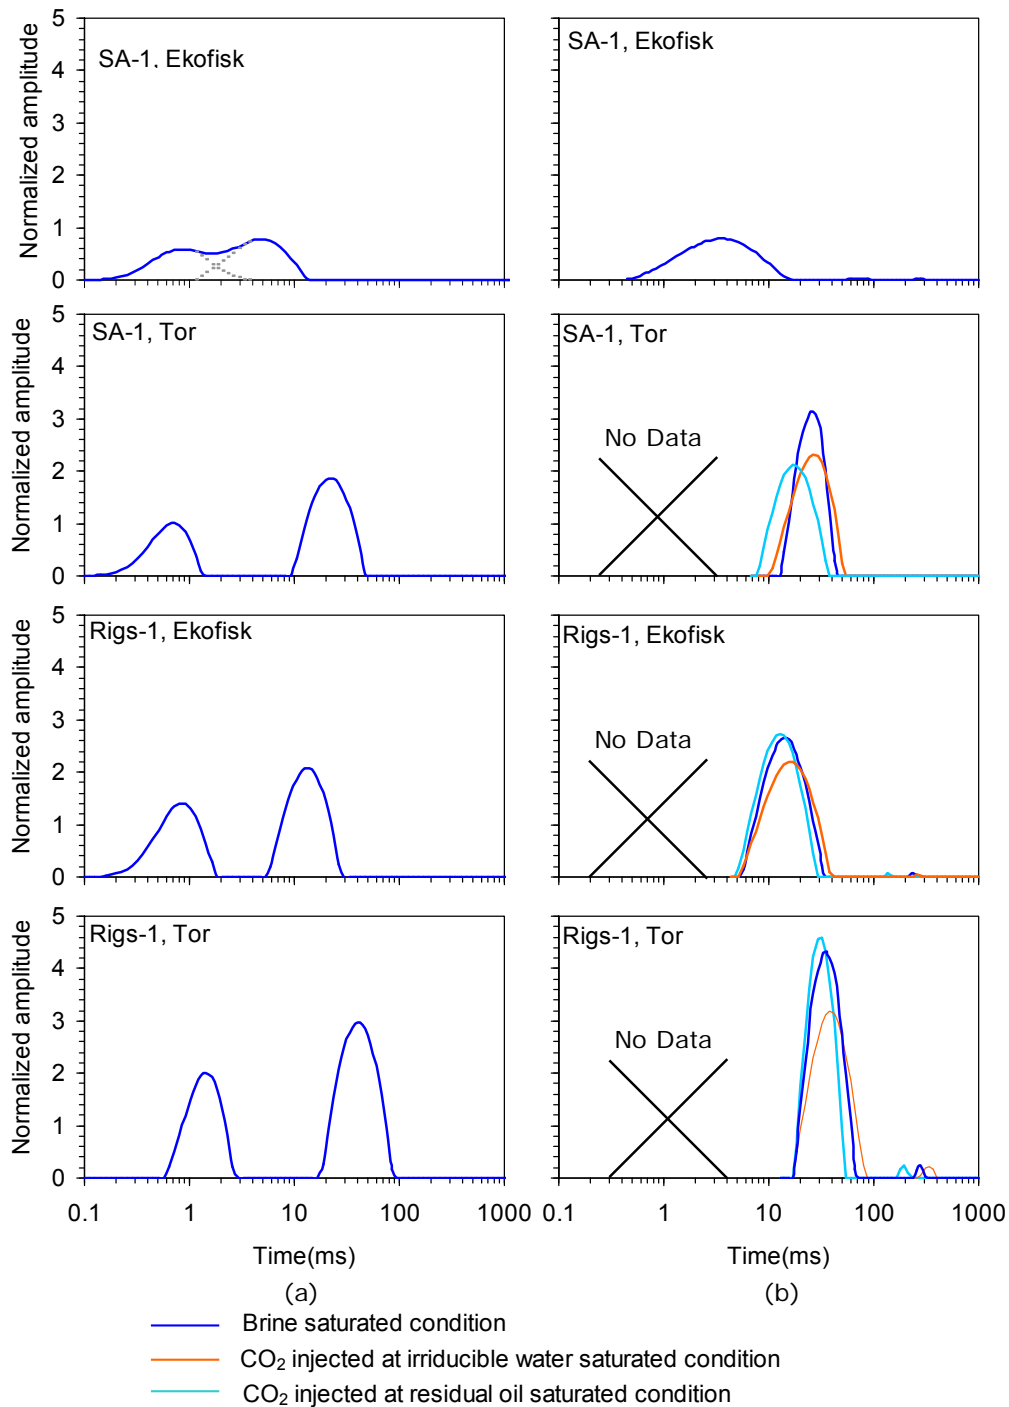 Normalized amplitude
5
4
3
2
1
0
SA-1, Ekofisk
SA-1, Ekofisk
Normalized amplitude
5
4
3
2
1
0
SA-1, Tor
SA-1, Tor
No Data
Normalized amplitude
5
4
3
2
1
0
Rigs-1, Ekofisk
Rigs-1, Ekofisk
No Data
Normalized amplitude
5
4
3
2
1
0
Rigs-1, Tor
Rigs-1, Tor
No Data
0.1 1 10 100 1000
0.1 1 10 100 1000
Time(ms)
Time(ms)
(a)
(b)
Brine saturated condition
CO2 injected at irriducible water saturated condition
CO2 injected at residual oil saturated condition